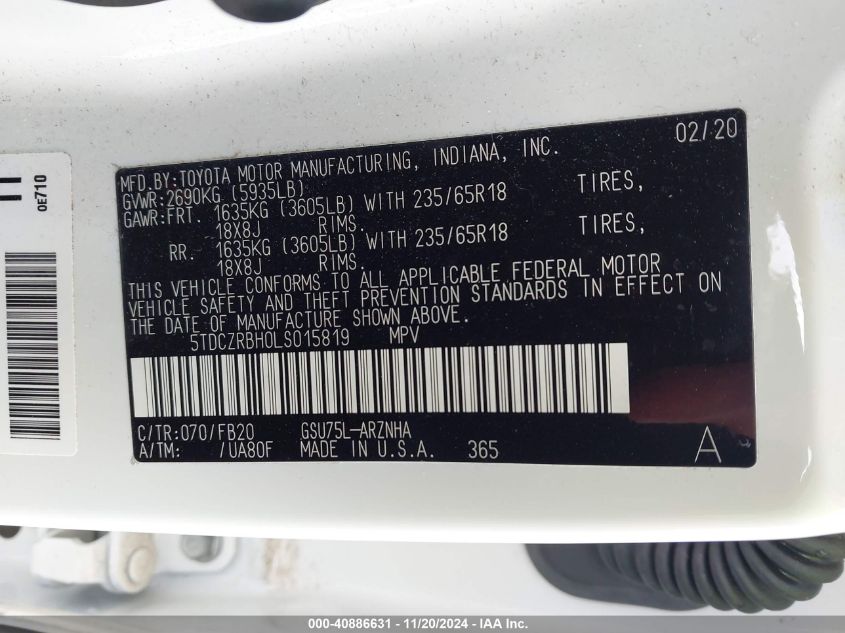 02/20
MFD.BY:TOYOTA MOTOR MANUFACTURING, INDIANA, INC.
GVWR:2690KG (5935LB)
GAWR:FRT. 1635KG (3605LB) WITH 235/65R18 TIRES,
18X8J RIMS.
RR. 1635KG (3605LB) WITH 235/65R18 TIRES,
18X8J RIMS.
THIS VEHICLE CONFORMS TO ALL APPLICABLE FEDERAL MOTOR
VEHICLE SAFETY AND THEFT PREVENTION STANDARDS IN EFFECT ON
THE DATE OF MANUFACTURE SHOWN ABOVE.
5TDCZRBH0LS015819 MPV
C/TR:070/FB20 GSU75L-ARZNHA
A/TM: /UA80F MADE IN U.S.A. 365 A
0E710
000-40886631 - 11/20/2024 - IAA Inc.